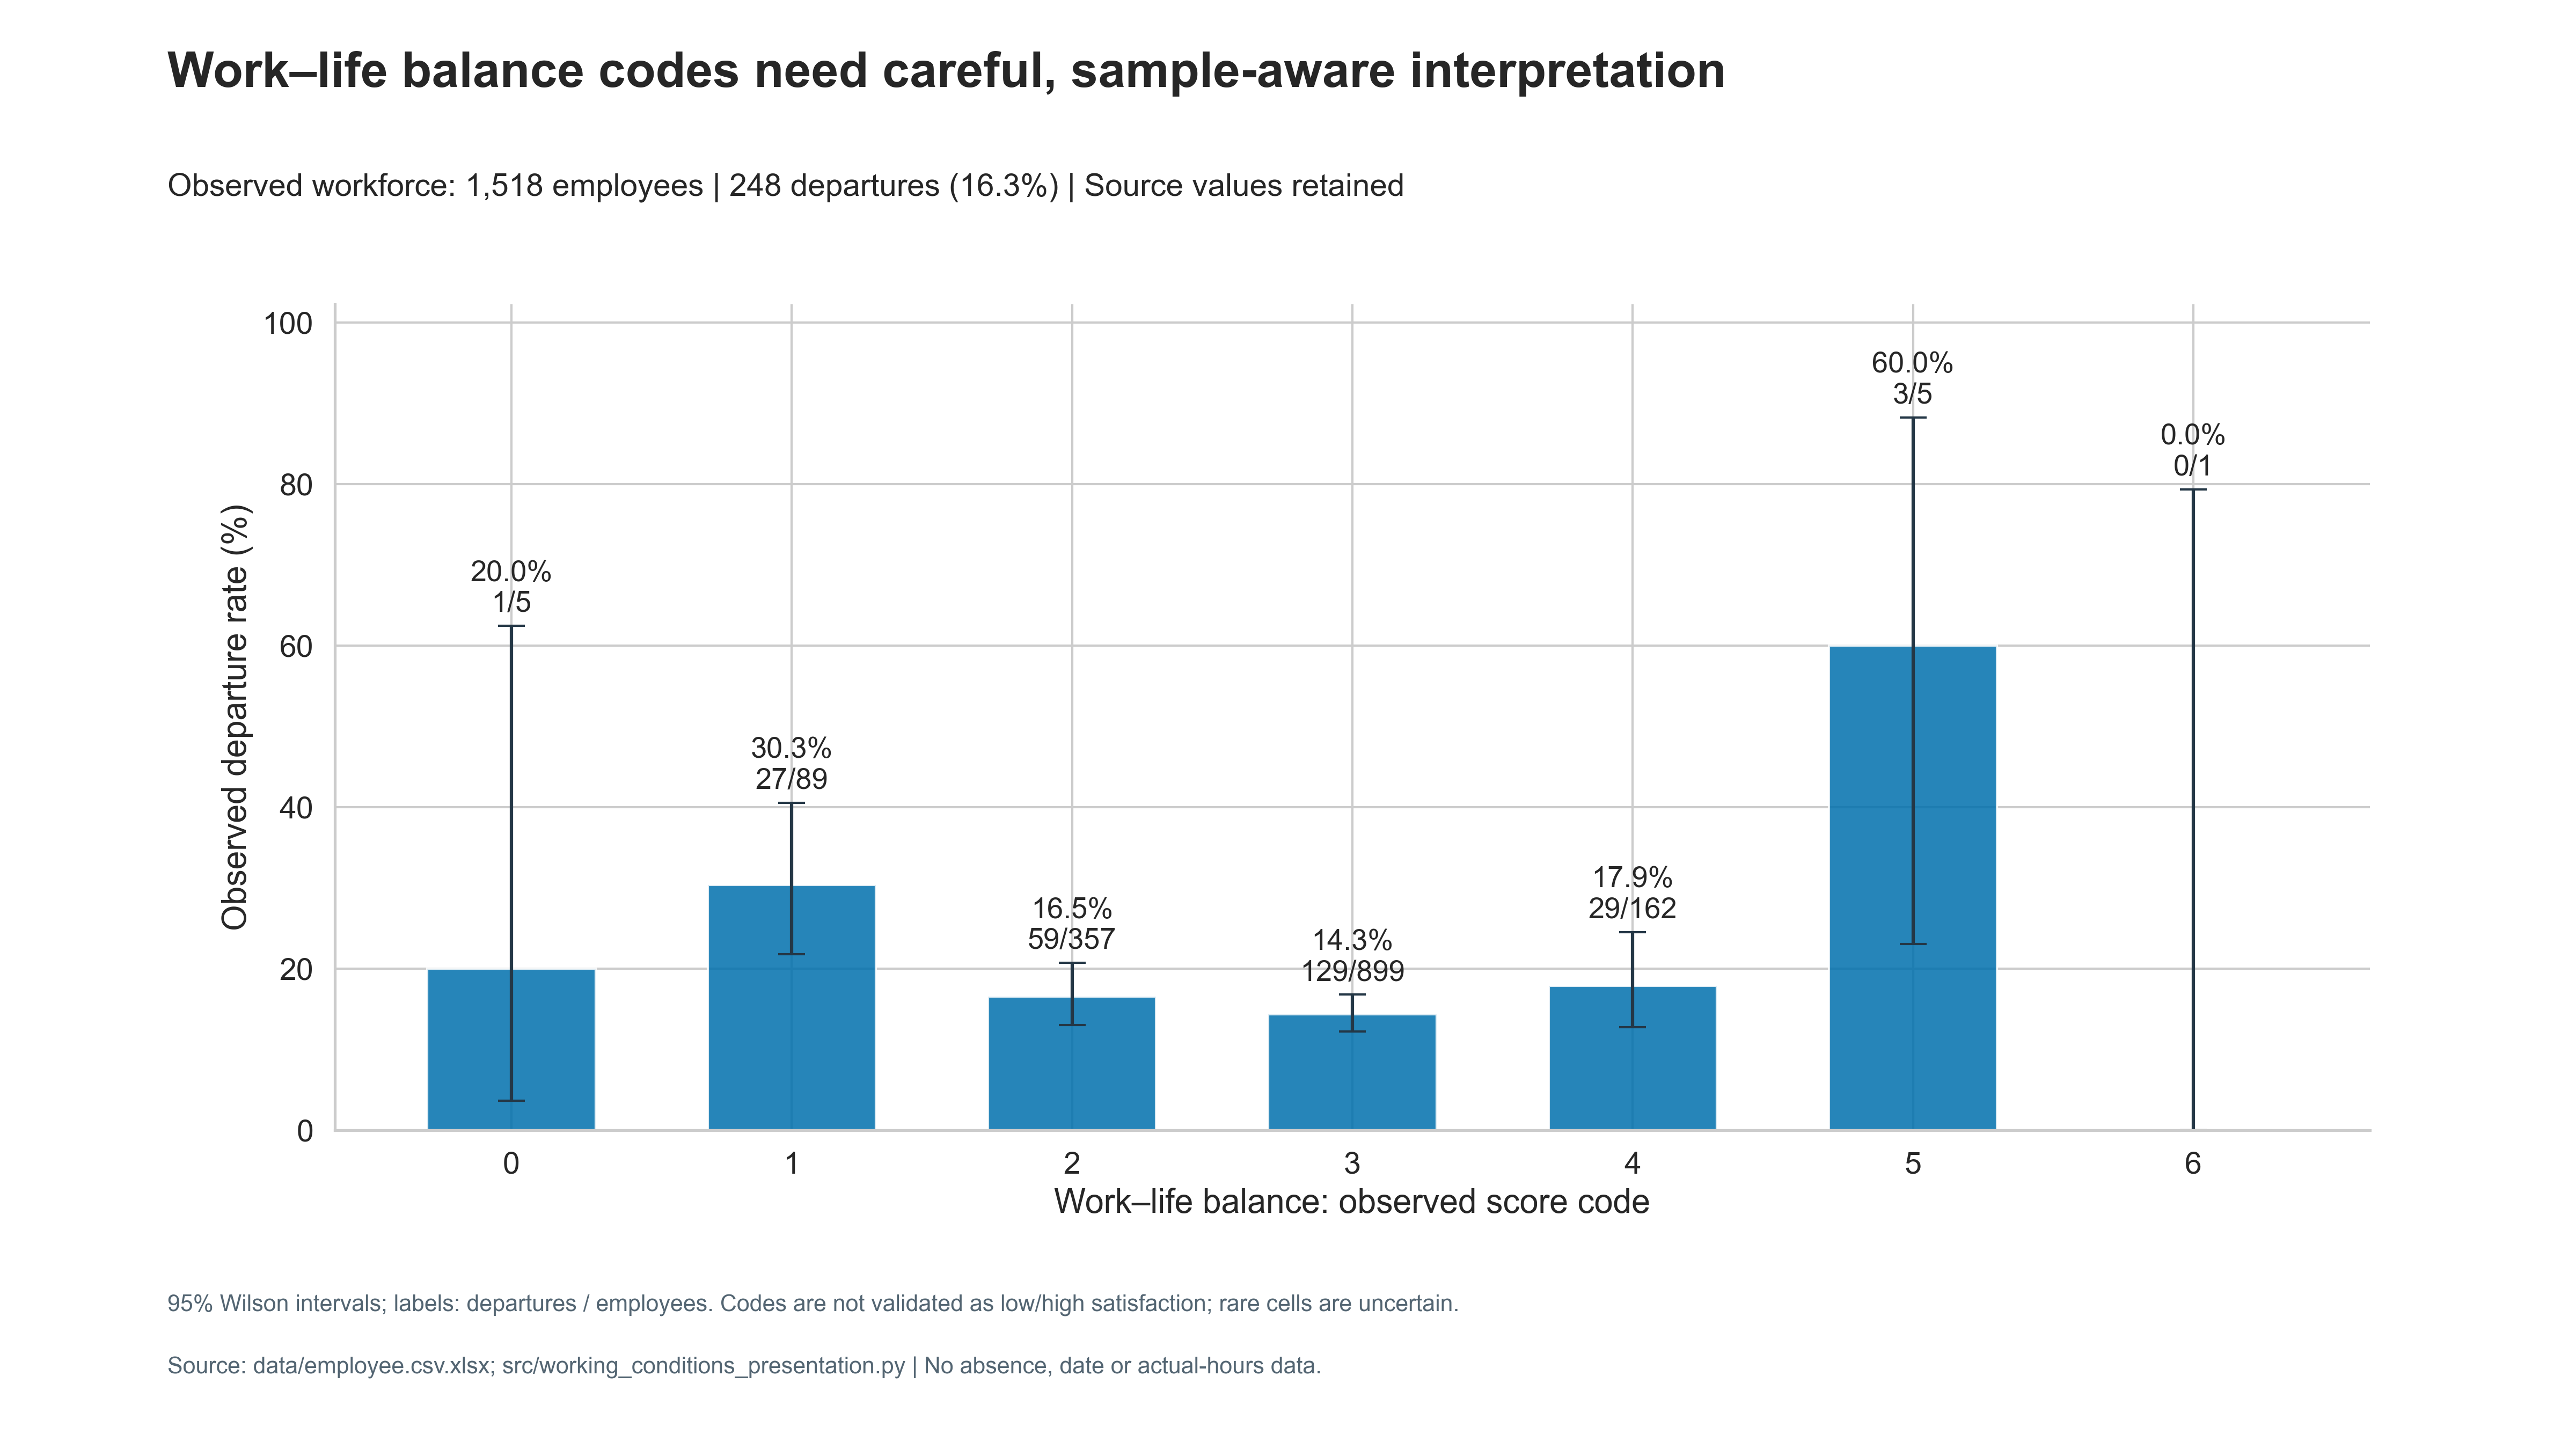 Work–life balance codes need careful, sample-aware interpretation
Observed workforce: 1,518 employees | 248 departures (16.3%) | Source values retained
Observed departure rate (%)
100
80
60
40
20
0
20.0%
1/5
30.3%
27/89
16.5%
59/357
14.3%
129/899
17.9%
29/162
60.0%
3/5
0.0%
0/1
0 1 2 3 4 5 6
Work–life balance: observed score code
95% Wilson intervals; labels: departures / employees. Codes are not validated as low/high satisfaction; rare cells are uncertain.
Source: data/employee.csv.xlsx; src/working_conditions_presentation.py | No absence, date or actual-hours data.